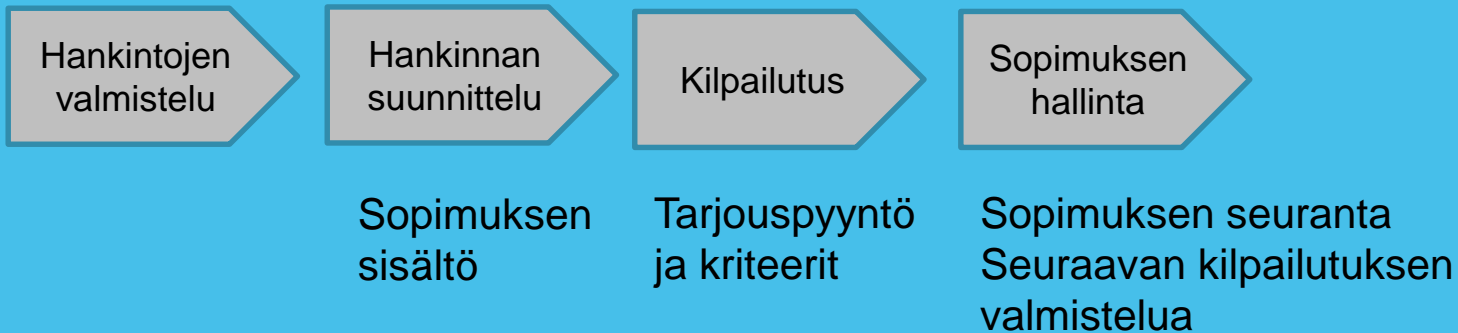 Hankintojen
valmistelu
Hankinnan
suunnittelu
Kilpailutus
Sopimuksen
hallinta
Sopimuksen
sisältö
Tarjouspyyntö
ja kriteerit
Sopimuksen seuranta
Seuraavan kilpailutuksen
valmistelua